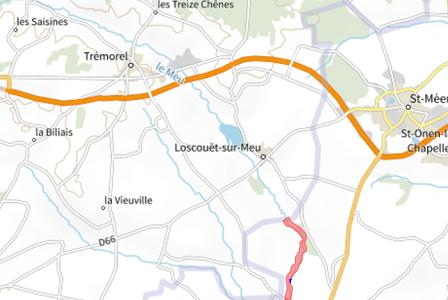 les Treize Chênes
les Saisines
Trémorel
le Meu
St-Méen
la Biliais
St-Onen-l
Chapelle
Loscouët-sur-Meu
la Vieuville
D66